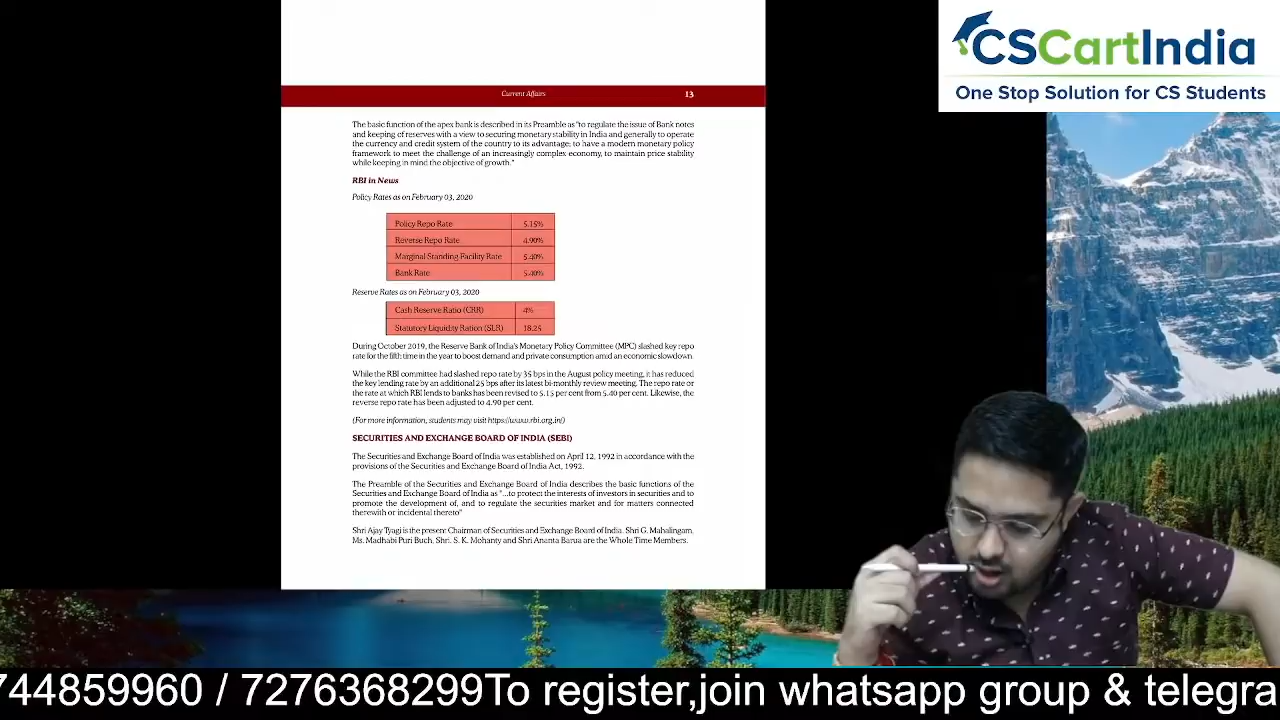 CSCartIndia
One Stop Solution for CS Students
Current Affairs 13
The basic function of the apex bank is described in its Preamble as "to regulate the issue of Bank notes
and keeping of reserves with a view to securing monetary stability in India and generally to operate
the currency and credit system of the country to its advantage; to have a modern monetary policy
framework to meet the challenge of an increasingly complex economy, to maintain price stability
while keeping in mind the objective of growth."
RBI in News
Policy Rates as on February 03, 2020
Policy Repo Rate 5.15%
Reverse Repo Rate 4.90%
Marginal Standing Facility Rate 5.40%
Bank Rate 5.40%
Reserve Rates as on February 03, 2020
Cash Reserve Ratio (CRR) 4%
Statutory Liquidity Ration (SLR) 18.25
During October 2019, the Reserve Bank of India's Monetary Policy Committee (MPC) slashed key repo
rate for the fifth time in the year to boost demand and private consumption amid an economic slowdown.
While the RBI committee had slashed repo rate by 35 bps in the August policy meeting, it has reduced
the key lending rate by an additional 25 bps after its latest bi-monthly review meeting. The repo rate or
the rate at which RBI lends to banks has been revised to 5.15 per cent from 5.40 per cent. Likewise, the
reverse repo rate has been adjusted to 4.90 per cent.
(For more information, students may visit https://www.rbi.org.in/)
SECURITIES AND EXCHANGE BOARD OF INDIA (SEBI)
The Securities and Exchange Board of India was established on April 12, 1992 in accordance with the
provisions of the Securities and Exchange Board of India Act, 1992.
The Preamble of the Securities and Exchange Board of India describes the basic functions of the
Securities and Exchange Board of India as "...to protect the interests of investors in securities and to
promote the development of, and to regulate the securities market and for matters connected
therewith or incidental thereto"
Shri Ajay Tyagi is the present Chairman of Securities and Exchange Board of India. Shri G. Mahalingam,
Ms. Madhabi Puri Buch, Shri. S. K. Mohanty and Shri Ananta Barua are the Whole Time Members.
744859960 / 7276368299To register,join whatsapp group & telegra